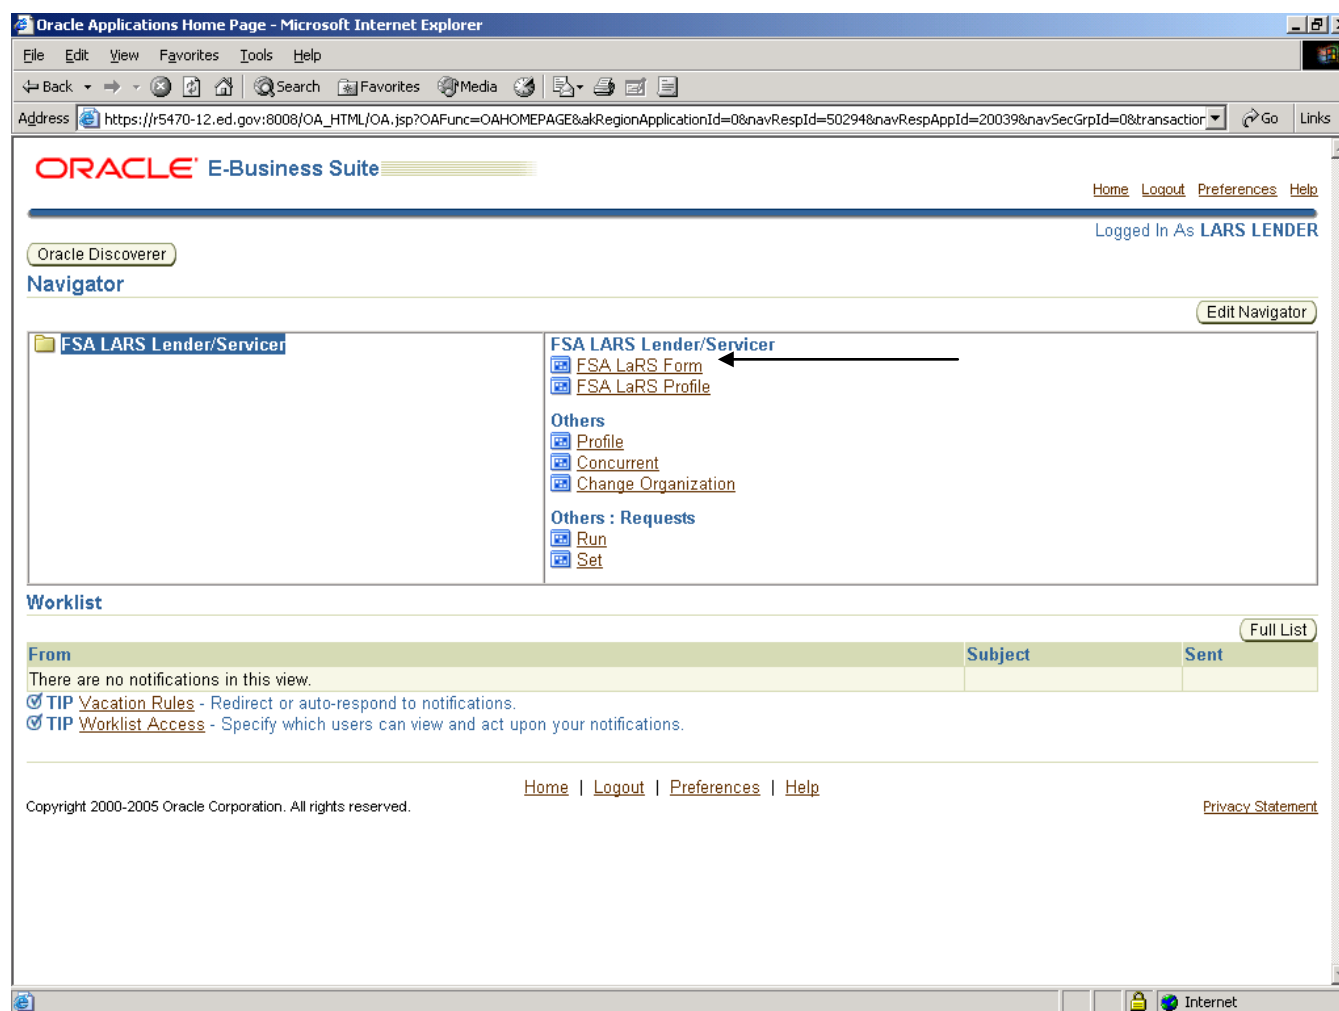 Oracle Applications Home Page - Microsoft Internet Explorer
File Edit View Favorites Tools Help
Back Search Favorites Media
Address https://r5470-12.ed.gov:8008/OA_HTML/OA.jsp?OAFunc=OAHOMEPAGE&akRegionApplicationId=0&navRespId=50294&navRespAppId=20039&navSecGrpId=0&transaction Go Links
ORACLE E-Business Suite
Home Logout Preferences Help
Logged In As LARS LENDER
Oracle Discoverer
Navigator
Edit Navigator
FSA LARS Lender/Servicer
FSA LARS Lender/Servicer
FSA LaRS Form
FSA LaRS Profile
Others
Profile
Concurrent
Change Organization
Others : Requests
Run
Set
Worklist
Full List
From Subject Sent
There are no notifications in this view.
TIP Vacation Rules - Redirect or auto-respond to notifications.
TIP Worklist Access - Specify which users can view and act upon your notifications.
Home | Logout | Preferences | Help
Copyright 2000-2005 Oracle Corporation. All rights reserved.
Privacy Statement
Internet